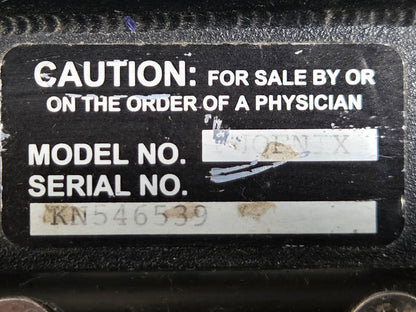 CAUTION: FOR SALE BY OR
ON THE ORDER OF A PHYSICIAN
MODEL NO.
SERIAL NO.
KN546539